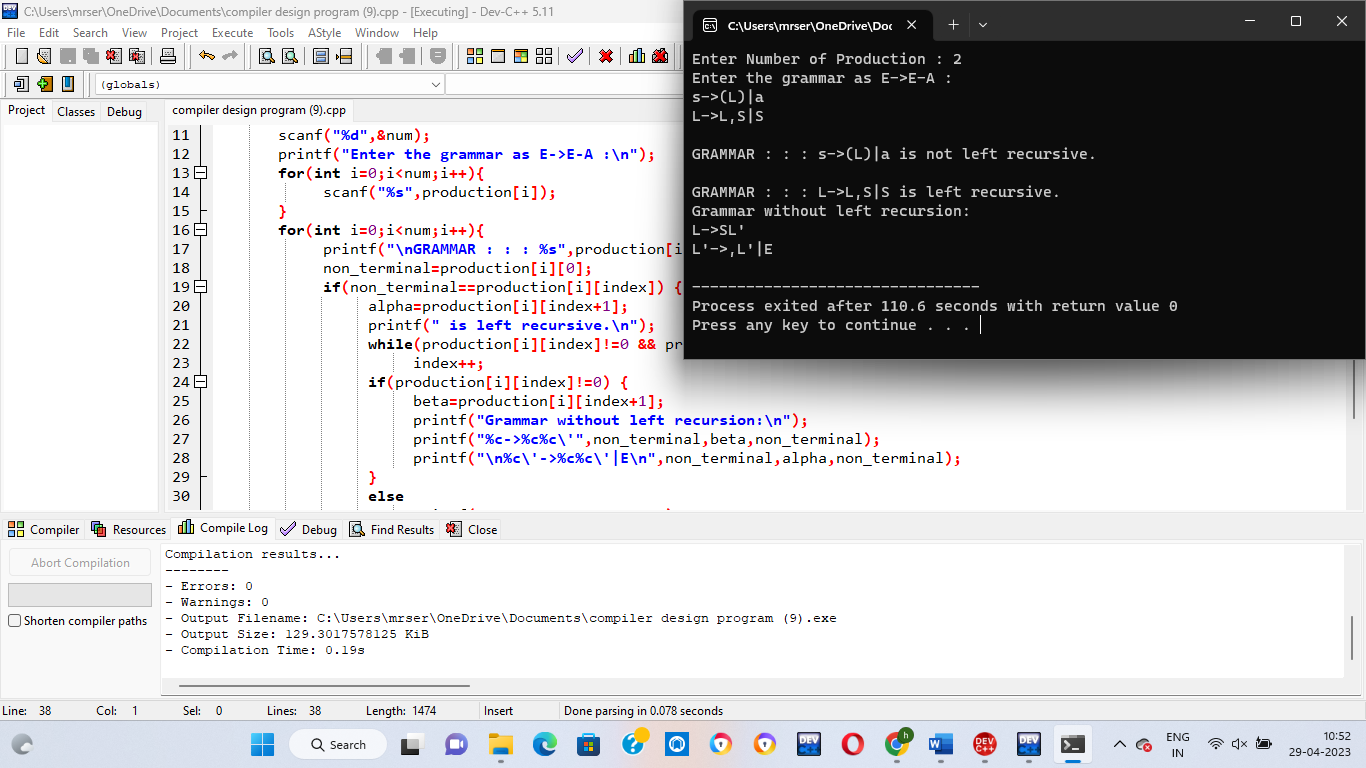 C:\Users\mrser\OneDrive\Documents\compiler design program (9).cpp - [Executing] - Dev-C++ 5.11
File Edit Search View Project Execute Tools AStyle Window Help
(globals)
Project Classes Debug
compiler design program (9).cpp
11 scanf("%d",&num);
12 printf("Enter the grammar as E->E-A :\n");
13 for(int i=0;i<num;i++){
14 scanf("%s",production[i]);
15 }
16 for(int i=0;i<num;i++){
17 printf("\nGRAMMAR : : : %s",production[i
18 non_terminal=production[i][0];
19 if(non_terminal==production[i][index]) {
20 alpha=production[i][index+1];
21 printf(" is left recursive.\n");
22 while(production[i][index]!=0 && pr
23 index++;
24 if(production[i][index]!=0) {
25 beta=production[i][index+1];
26 printf("Grammar without left recursion:\n");
27 printf("%c->%c%c\'",non_terminal,beta,non_terminal);
28 printf("\n%c\'->%c%c\'|E\n",non_terminal,alpha,non_terminal);
29 }
30 else
C:\Users\mrser\OneDrive\Doc
Enter Number of Production : 2
Enter the grammar as E->E-A :
s->(L)|a
L->L,S|S
GRAMMAR : : : s->(L)|a is not left recursive.
GRAMMAR : : : L->L,S|S is left recursive.
Grammar without left recursion:
L->SL'
L'->,L'|E
--------------------------------
Process exited after 110.6 seconds with return value 0
Press any key to continue . . .
Compiler Resources Compile Log Debug Find Results Close
Abort Compilation
Shorten compiler paths
Compilation results...
--------
- Errors: 0
- Warnings: 0
- Output Filename: C:\Users\mrser\OneDrive\Documents\compiler design program (9).exe
- Output Size: 129.3017578125 KiB
- Compilation Time: 0.19s
Line: 38 Col: 1 Sel: 0 Lines: 38 Length: 1474 Insert Done parsing in 0.078 seconds
Search
ENG
IN
10:52
29-04-2023